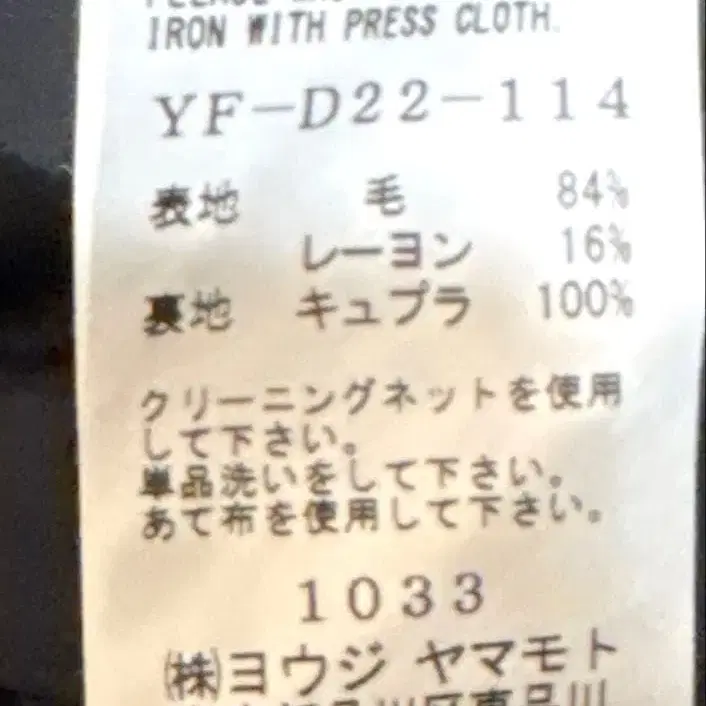 IRON WITH PRESS CLOTH.
YF-D22-114
表地 毛 84%
レーヨン 16%
裏地 キュプラ 100%
クリーニングネットを使用
して下さい。
単品洗いをして下さい。
あて布を使用して下さい。
1033
㈱ヨウジ ヤマモト